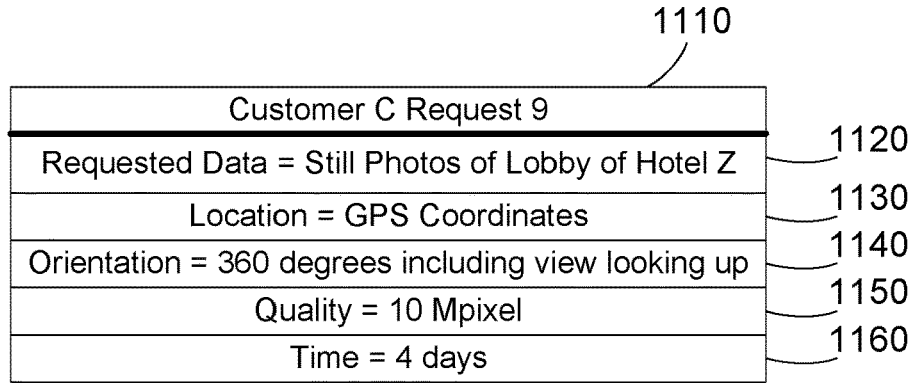 1110
Customer C Request 9
Requested Data = Still Photos of Lobby of Hotel Z
1120
Location = GPS Coordinates
1130
Orientation = 360 degrees including view looking up
1140
Quality = 10 Mpixel
1150
Time = 4 days
1160